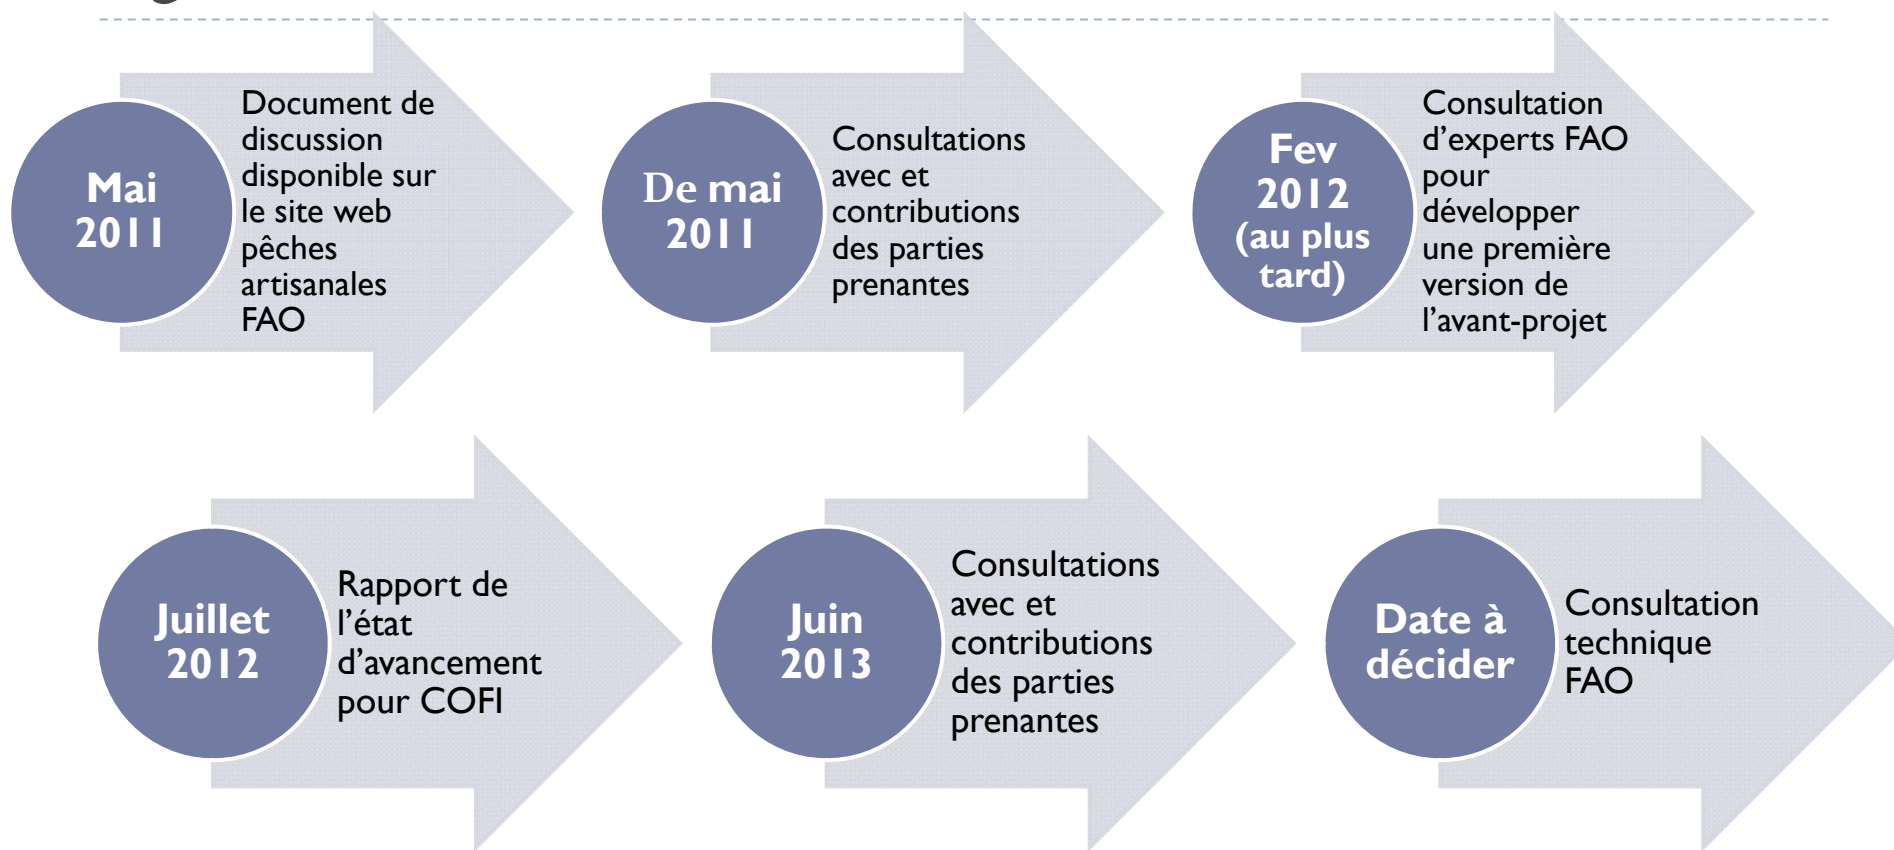 Mai
2011
Document de
discussion
disponible sur
le site web
pêches
artisanales
FAO
De mai
2011
Consultations
avec et
contributions
des parties
prenantes
Fev
2012
(au plus
tard)
Consultation
d’experts FAO
pour
développer
une première
version de
l’avant-projet
Juillet
2012
Rapport de
l’état
d’avancement
pour COFI
Juin
2013
Consultations
avec et
contributions
des parties
prenantes
Date à
décider
Consultation
technique
FAO